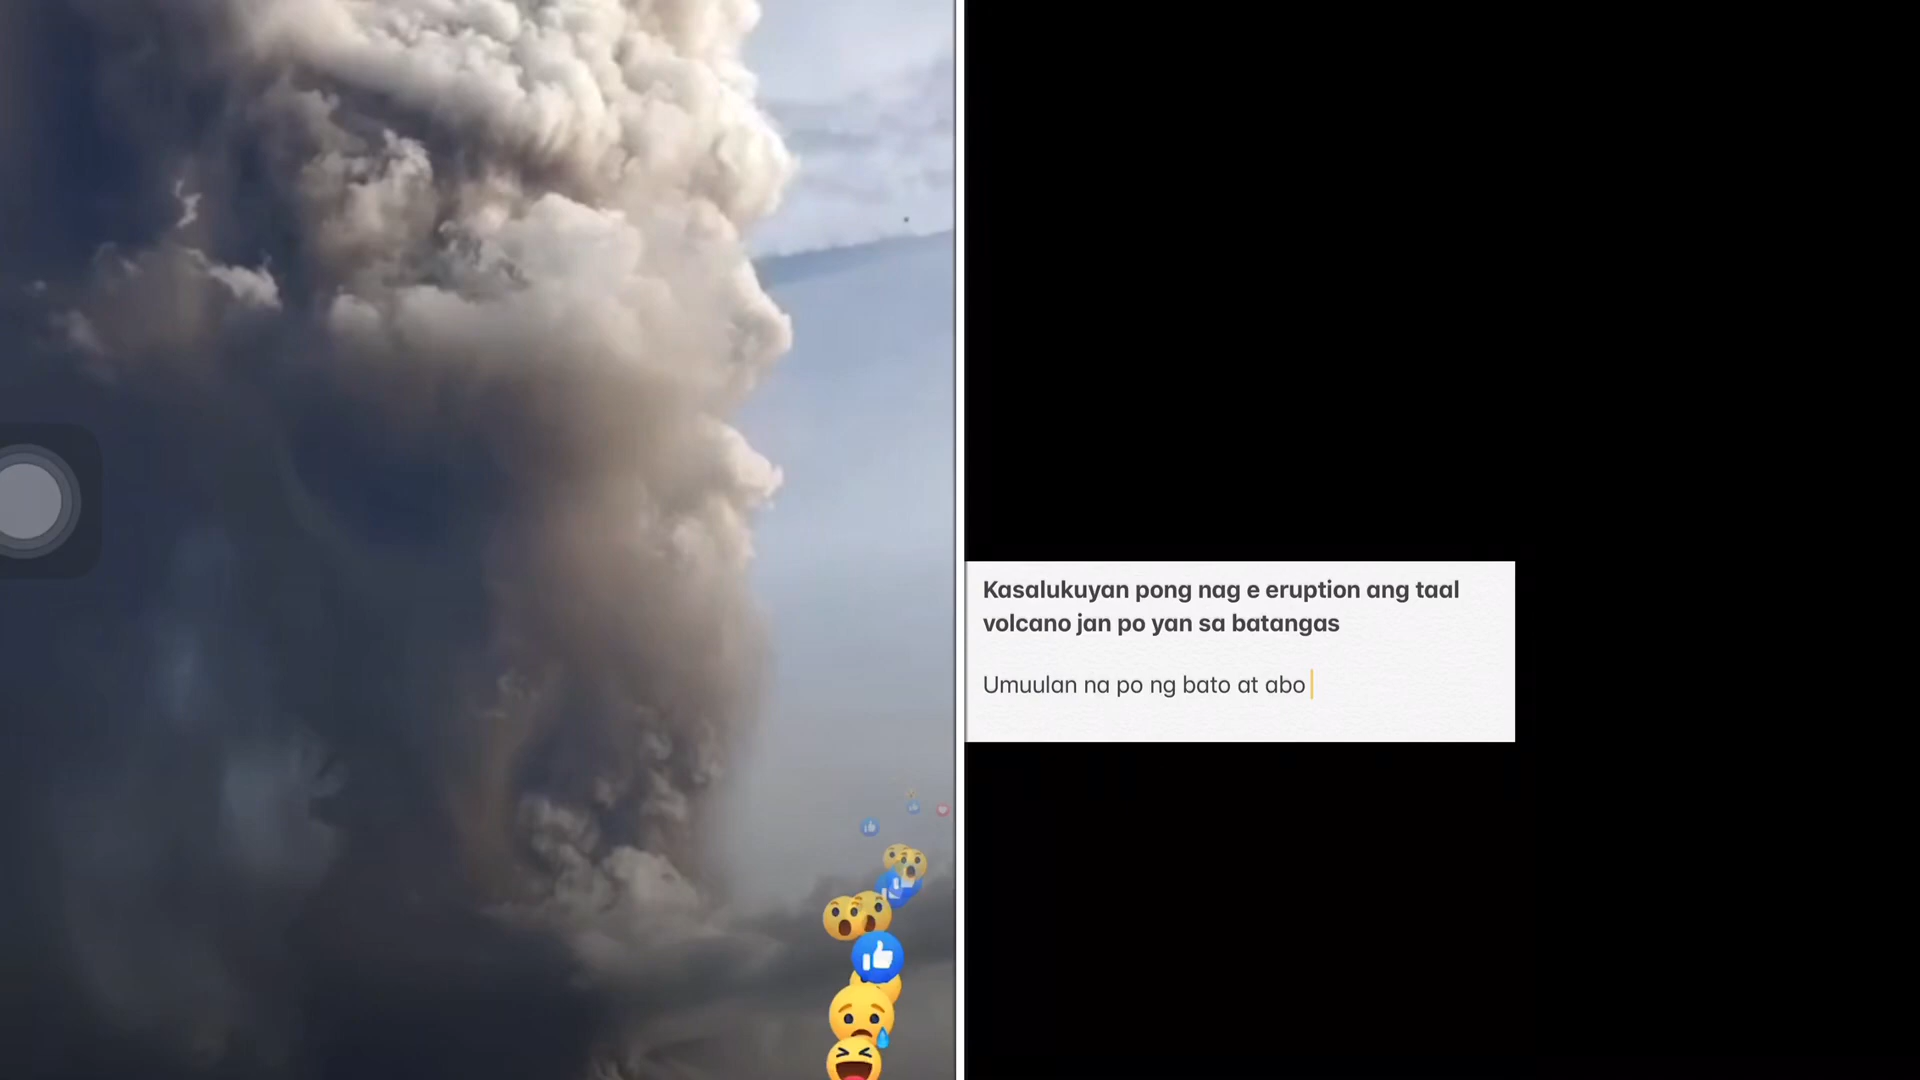 Kasalukuyan pong nag e eruption ang taal
volcano jan po yan sa batangas
Umuulan na po ng bato at abo